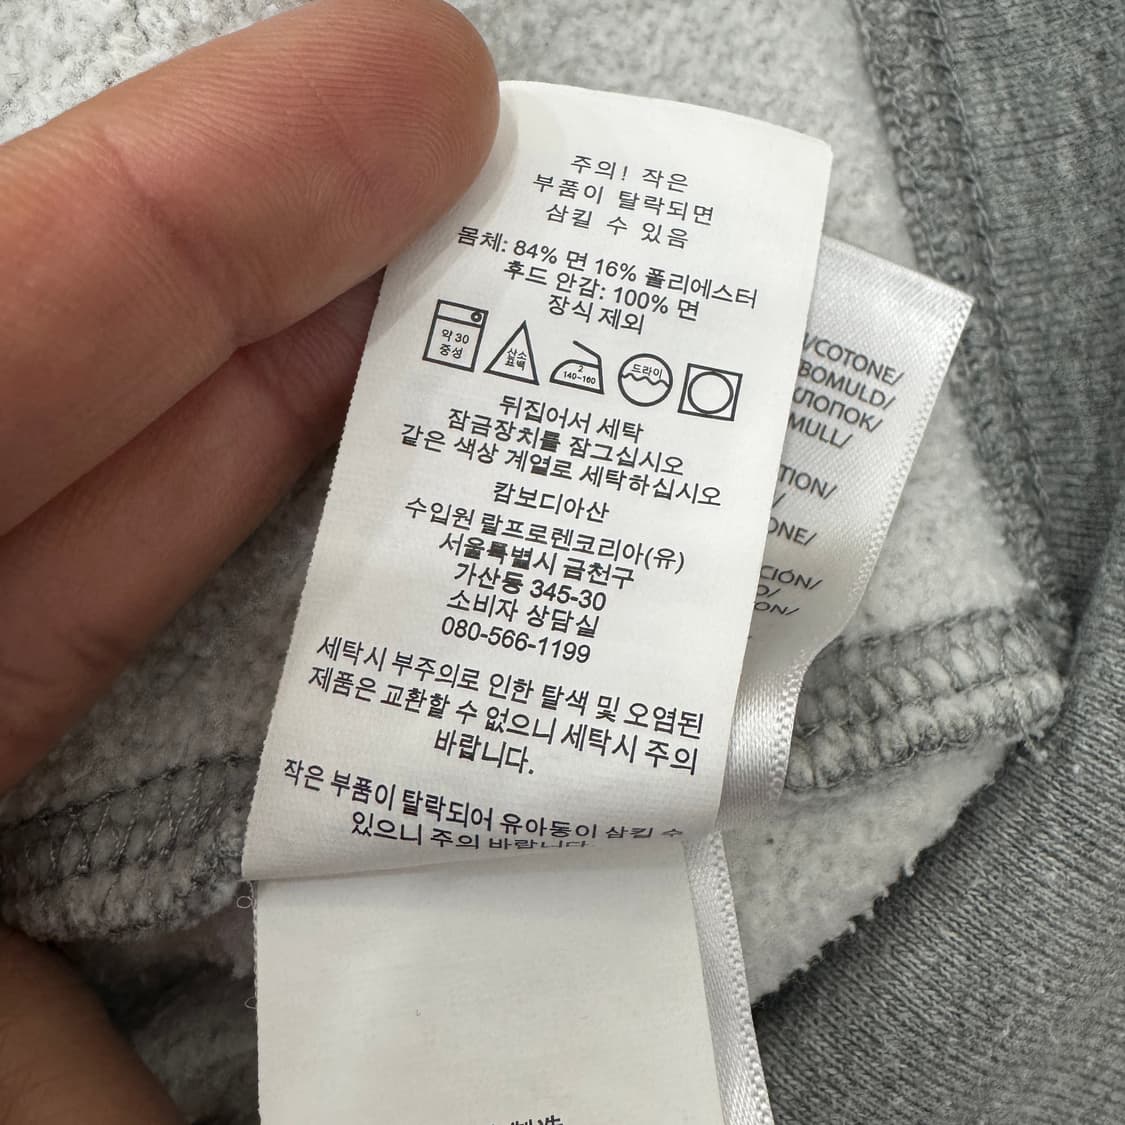 주의! 작은
부품이 탈락되면
삼킬 수 있음
몸체: 84% 면 16% 폴리에스터
후드 안감: 100% 면
장식 제외
약 30
중성
산소
표백
2
140~160
드라이
뒤집어서 세탁
잠금장치를 잠그십시오
같은 색상 계열로 세탁하십시오
캄보디아산
수입원 랄프로렌코리아(유)
서울특별시 금천구
가산동 345-30
소비자 상담실
080-566-1199
세탁시 부주의로 인한 탈색 및 오염된
제품은 교환할 수 없으니 세탁시 주의
바랍니다.
작은 부품이 탈락되어 유아동이 삼킬 수
있으니 주의 바랍니다.
/COTONE/
BOMULD/
ХЛОПОК/
MULL/
TION/
/
ONE/
CIÓN/
O/
ON/